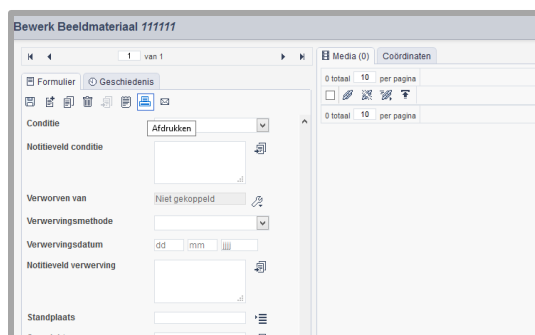 Bewerk Beeldmateriaal 111111
1 van 1
Media (0) Coördinaten
Formulier Geschiedenis
0 totaal 10 per pagina
0 totaal 10 per pagina
Conditie
Afdrukken
Notitieveld conditie
Verworven van Niet gekoppeld
Verwervingsmethode
Verwervingsdatum dd mm jjjj
Notitieveld verwerving
Standplaats